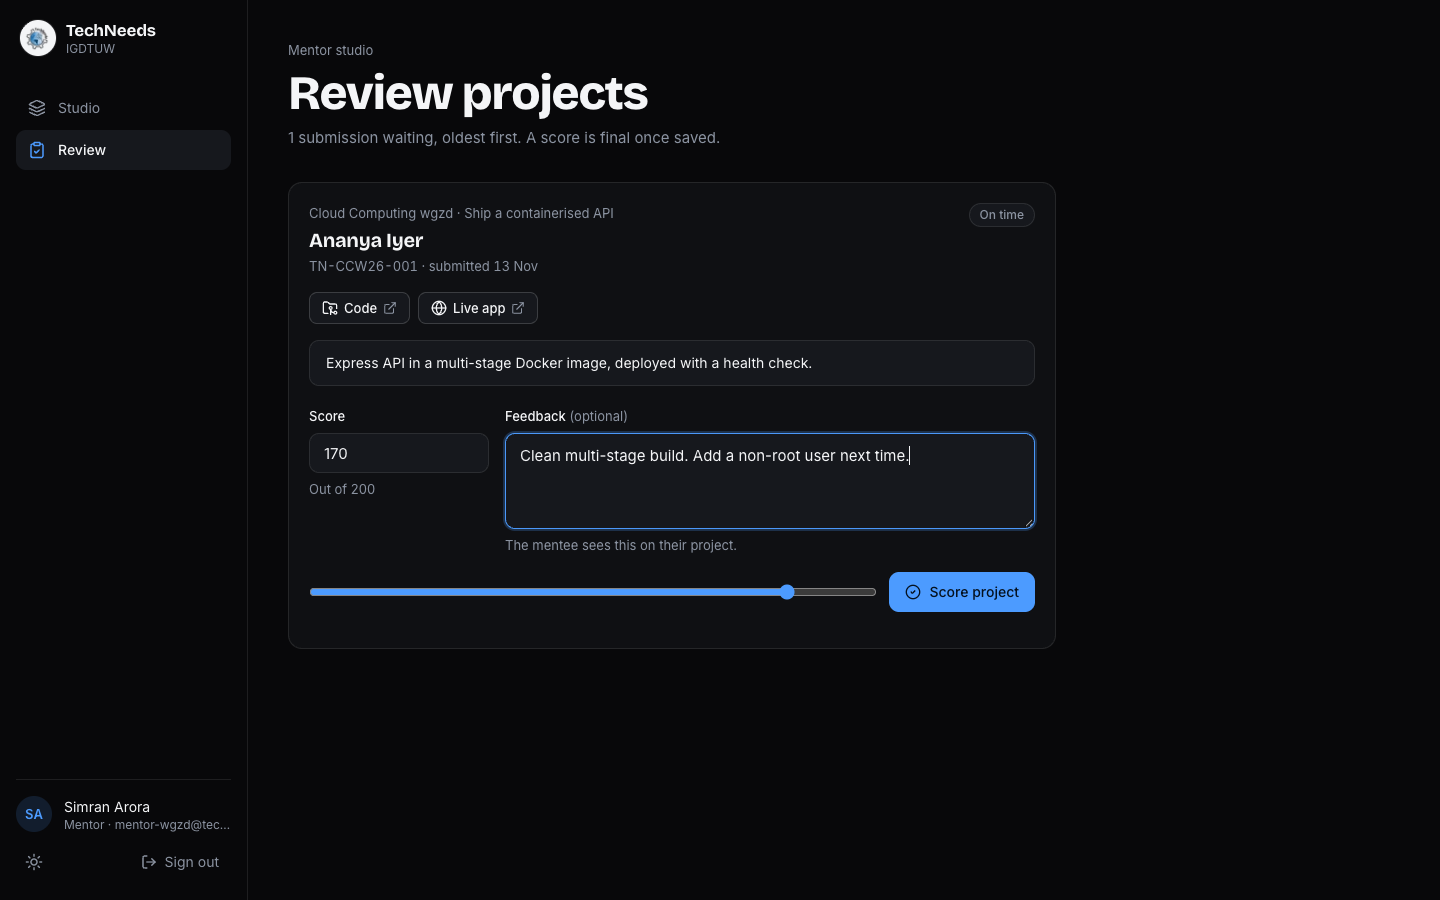 TechNeeds
IGDTUW
Studio
Review
Mentor studio
Review projects
1 submission waiting, oldest first. A score is final once saved.
Cloud Computing wgzd · Ship a containerised API
On time
Ananya Iyer
TN-CCW26-001 · submitted 13 Nov
Code
Live app
Express API in a multi-stage Docker image, deployed with a health check.
Score
170
Out of 200
Feedback (optional)
Clean multi-stage build. Add a non-root user next time.
The mentee sees this on their project.
Score project
SA
Simran Arora
Mentor · mentor-wgzd@tec...
Sign out